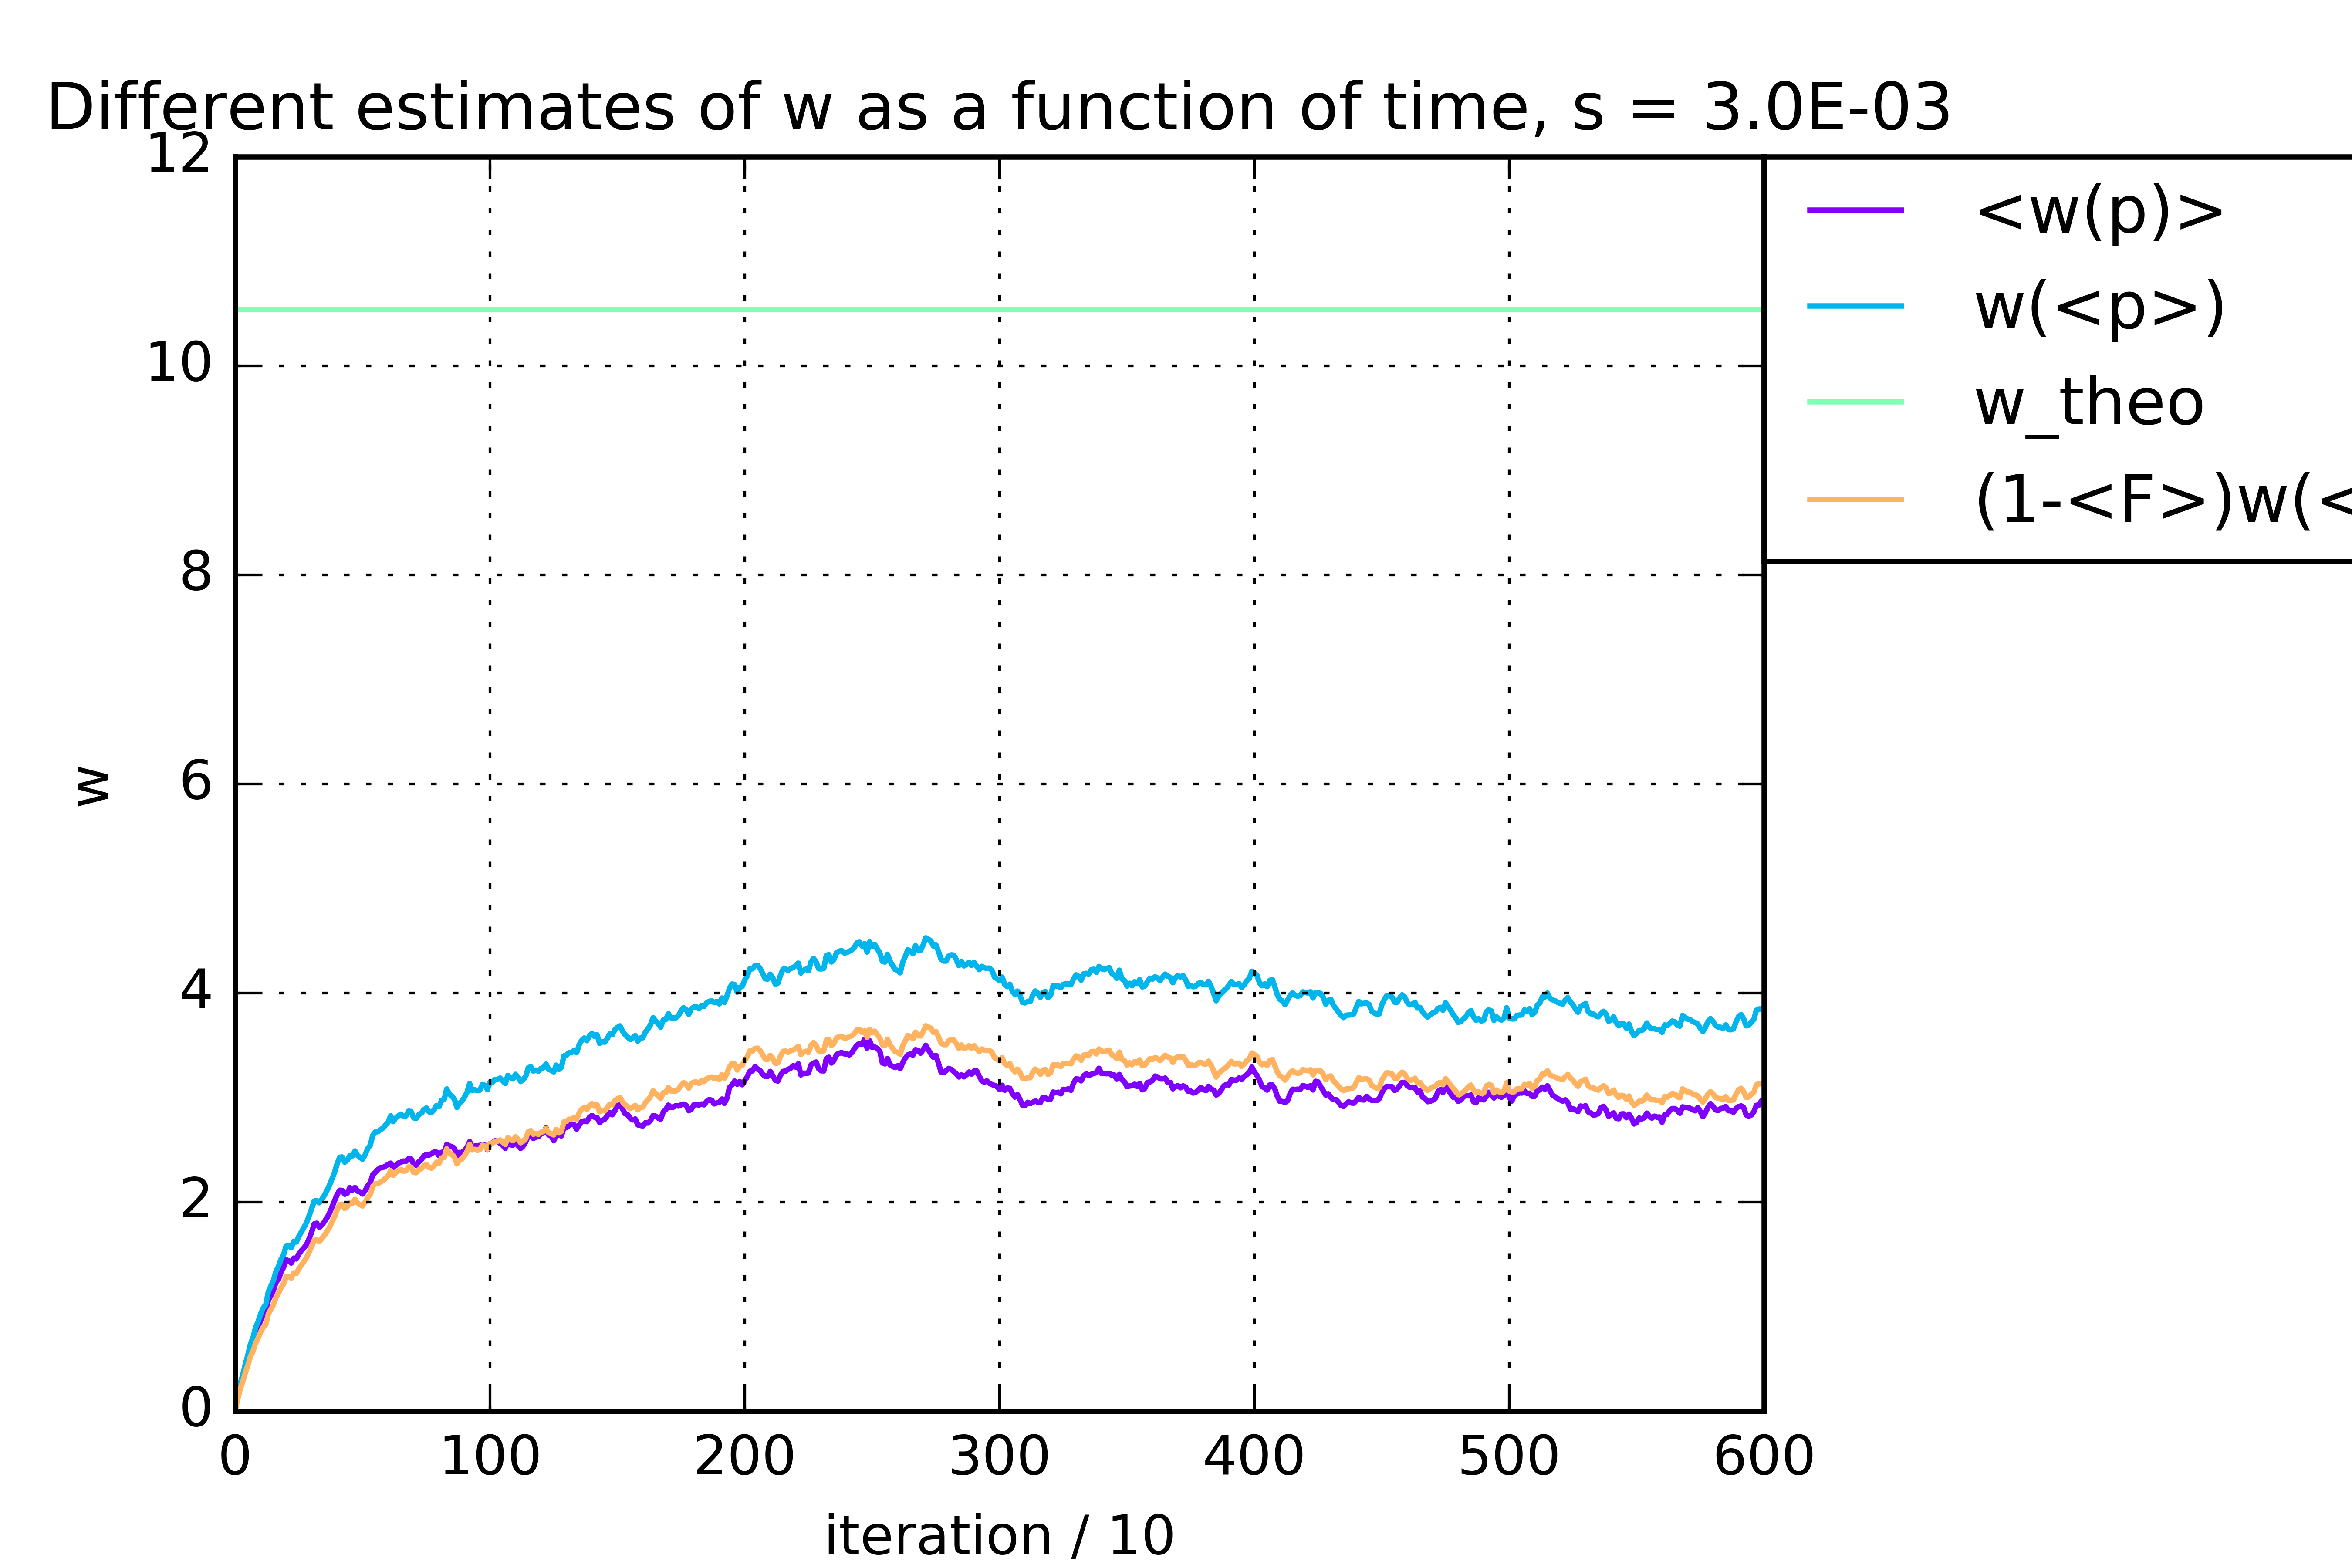 Different estimates of w as a function of time, s = 3.0E-03
12
10
8
6
4
2
0
w
0 100 200 300 400 500 600
iteration / 10
<w(p)>
w(<p>)
w_theo
(1-<F>)w(<